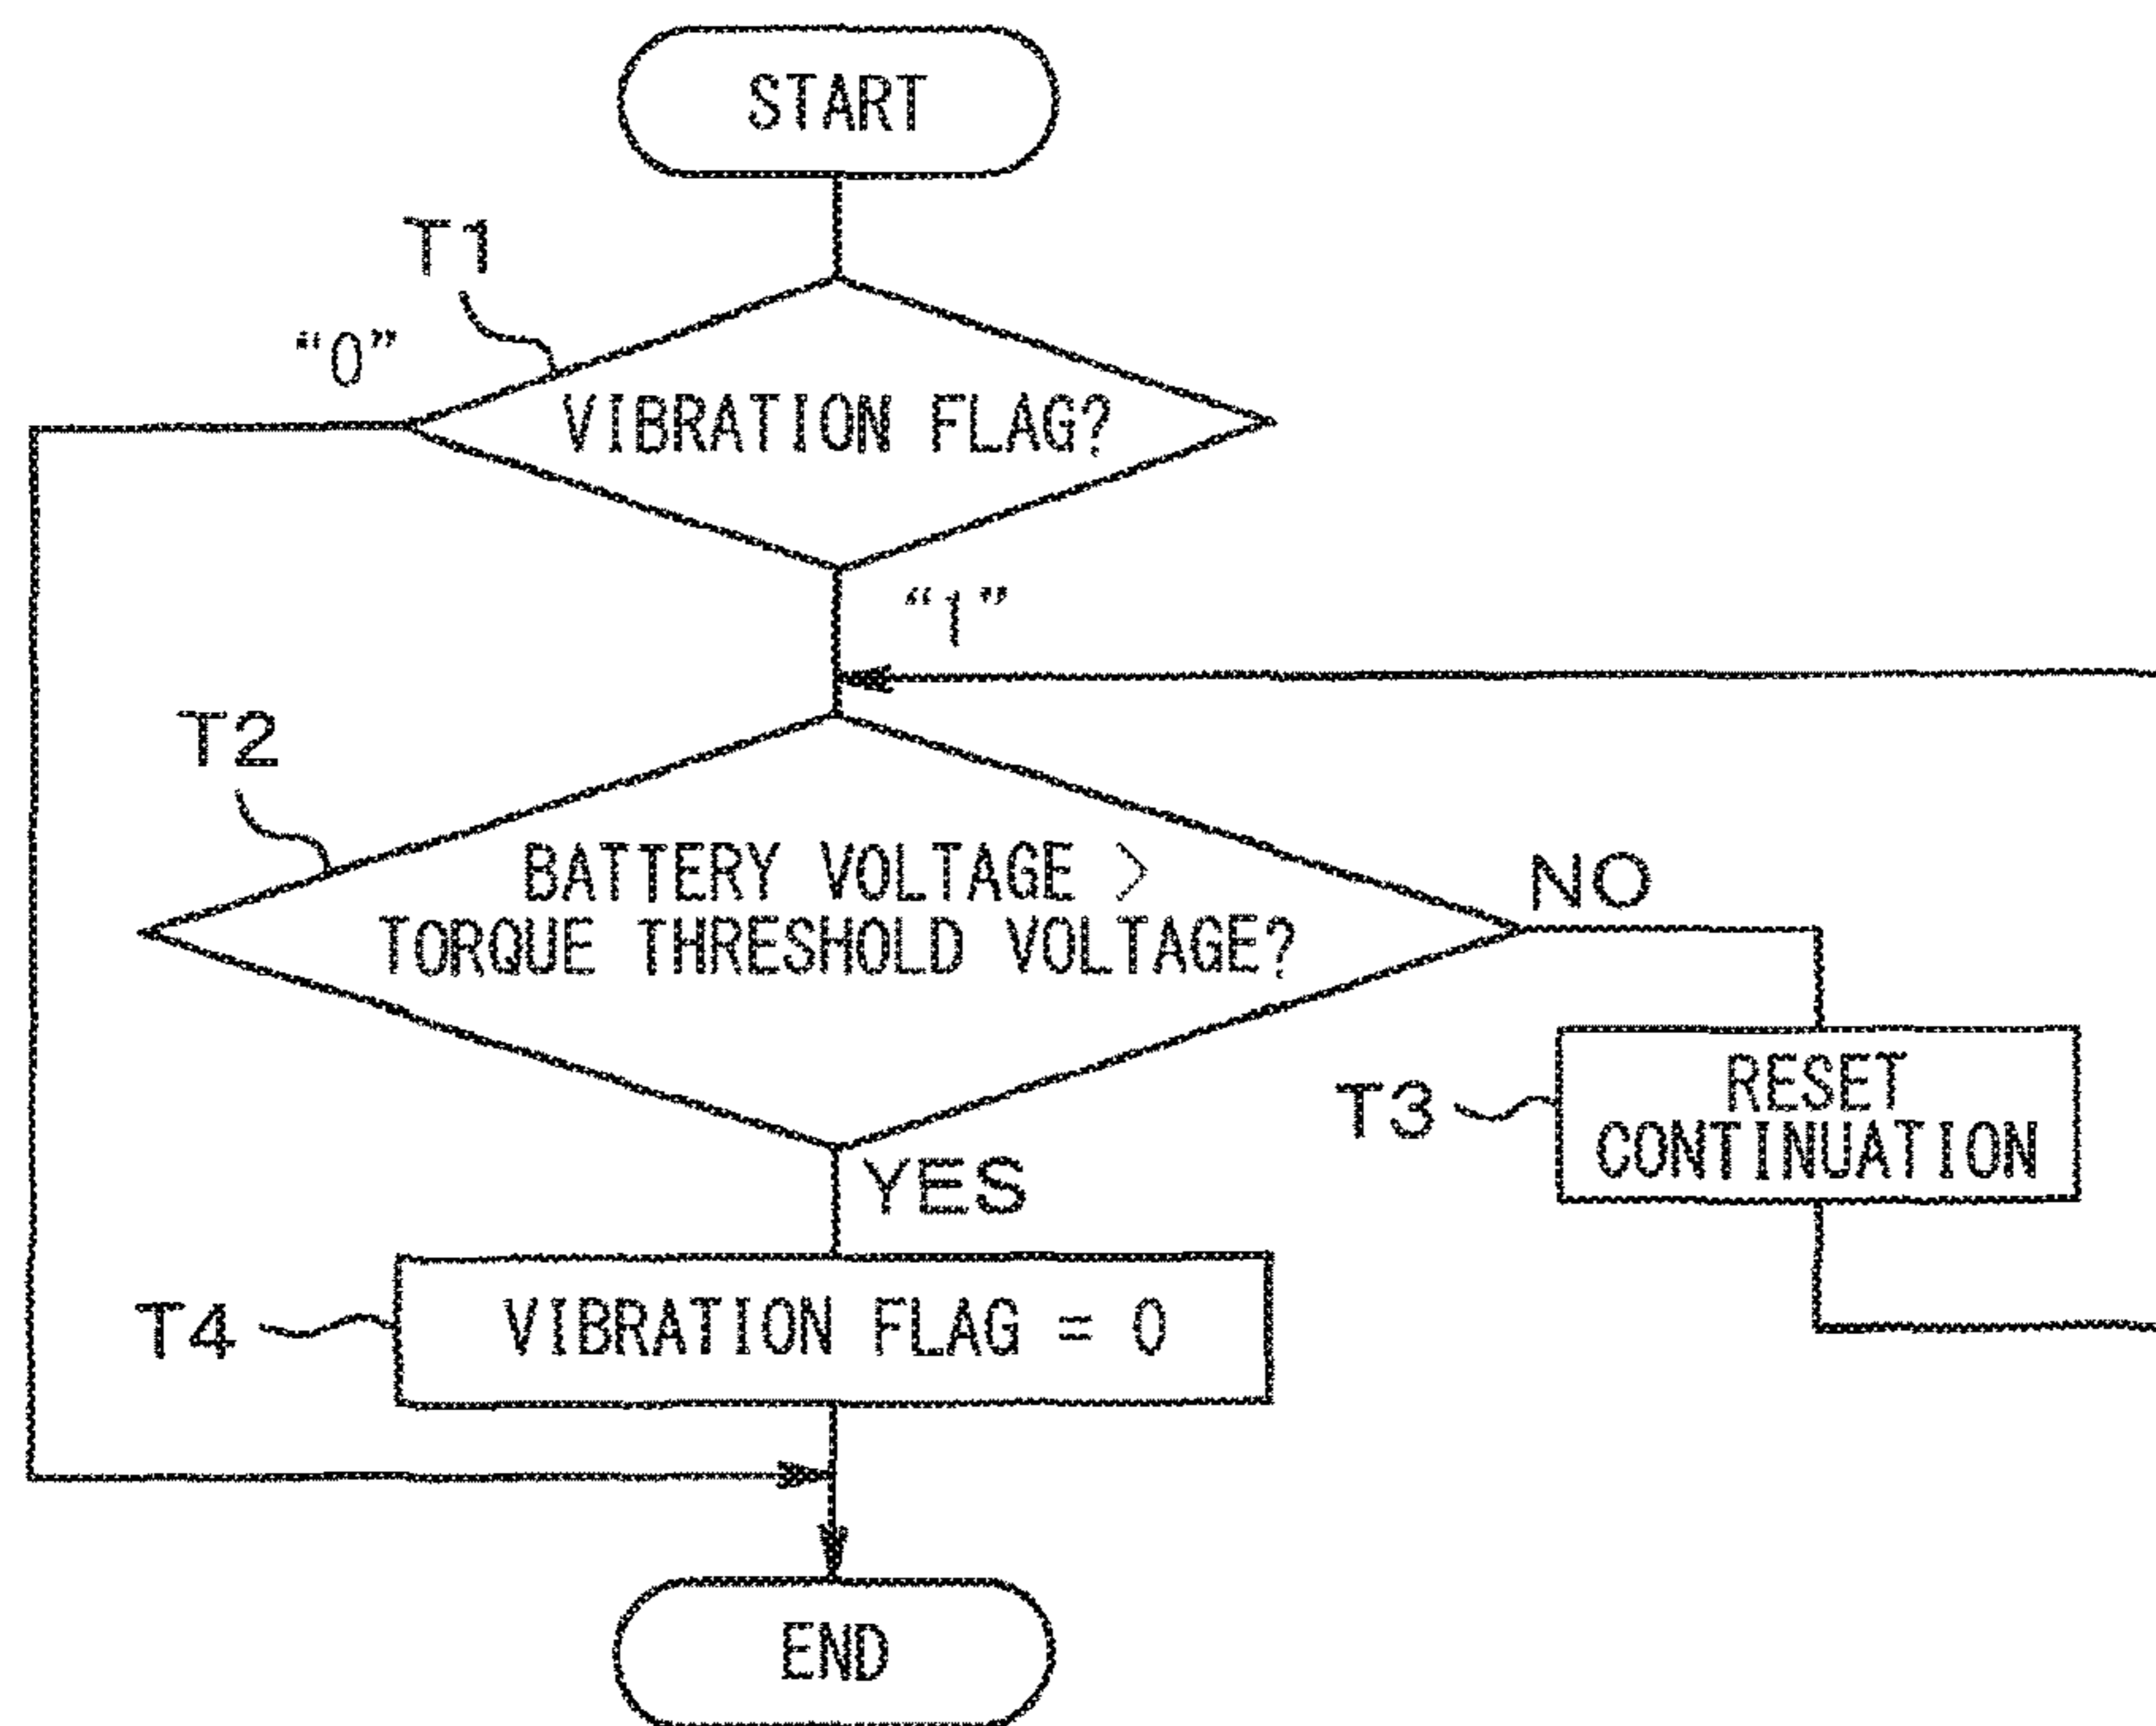 START
T1
“0”
VIBRATION FLAG?
“1”
T2
BATTERY VOLTAGE >
TORQUE THRESHOLD VOLTAGE?
NO
RESET
CONTINUATION
T3
YES
T4
VIBRATION FLAG = 0
END